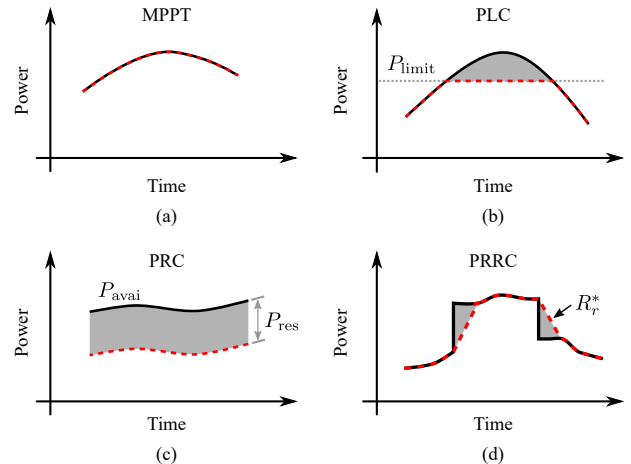 MPPT
Power
Time
(a)
PLC
P_limit
Power
Time
(b)
PRC
P_avai
P_res
Power
Time
(c)
PRRC
R_r^*
Power
Time
(d)